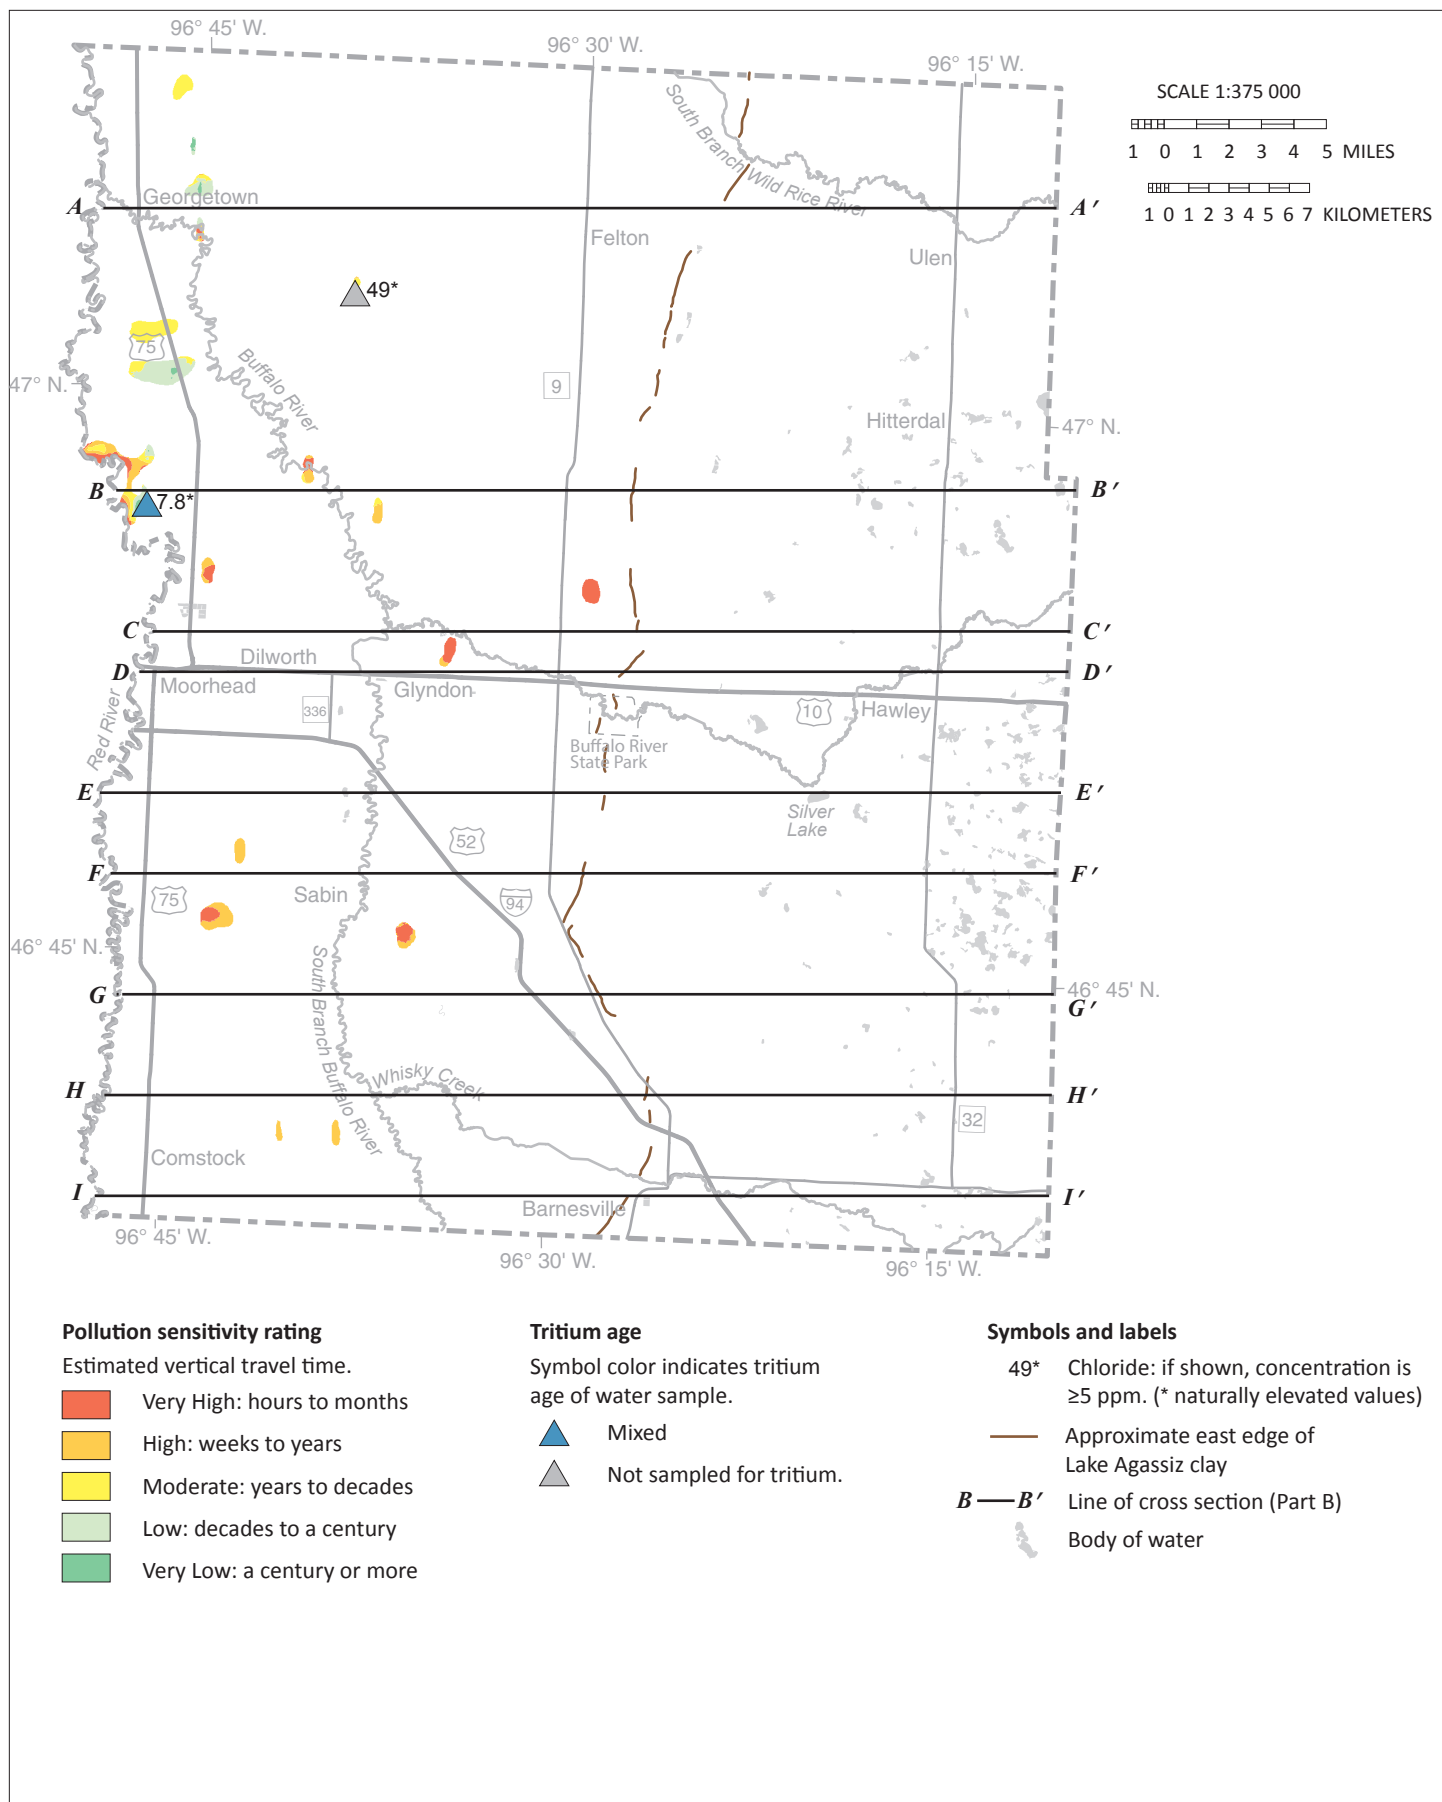 96° 45' W.
96° 30' W.
96° 15' W.
SCALE 1:375 000
1 0 1 2 3 4 5 MILES
1 0 1 2 3 4 5 6 7 KILOMETERS
South Branch Wild Rice River
Georgetown
A
A'
Felton
Ulen
49*
75
Buffalo River
47° N.
9
Hitterdal
47° N.
B
B'
7.8*
C
C'
Dilworth
D
D'
Moorhead
Glyndon
336
10
Hawley
Red River
Buffalo River
State Park
E
E'
Silver
Lake
52
F
F'
75
Sabin
94
46° 45' N.
South Branch Buffalo River
G
G'
46° 45' N.
Whisky Creek
H
H'
32
Comstock
I
I'
Barnesville
96° 45' W.
96° 30' W.
96° 15' W.
Pollution sensitivity rating
Estimated vertical travel time.
Very High: hours to months
High: weeks to years
Moderate: years to decades
Low: decades to a century
Very Low: a century or more
Tritium age
Symbol color indicates tritium
age of water sample.
Mixed
Not sampled for tritium.
Symbols and labels
49* Chloride: if shown, concentration is
≥5 ppm. (* naturally elevated values)
Approximate east edge of
Lake Agassiz clay
B B' Line of cross section (Part B)
Body of water